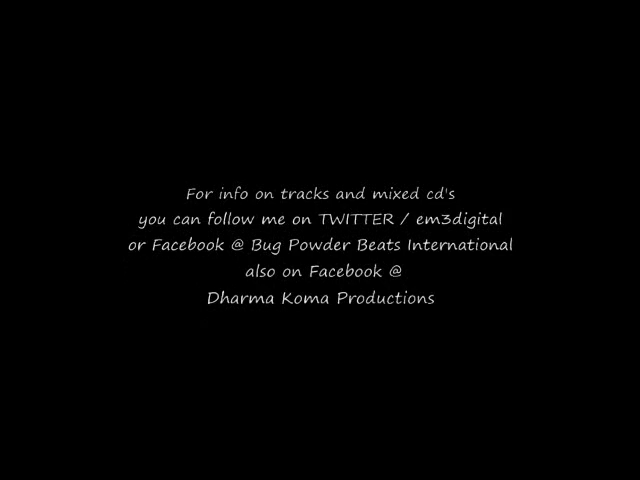 For info on tracks and mixed cd's
you can follow me on TWITTER / em3digital
or Facebook @ Bug Powder Beats International
also on Facebook @
Dharma Koma Productions